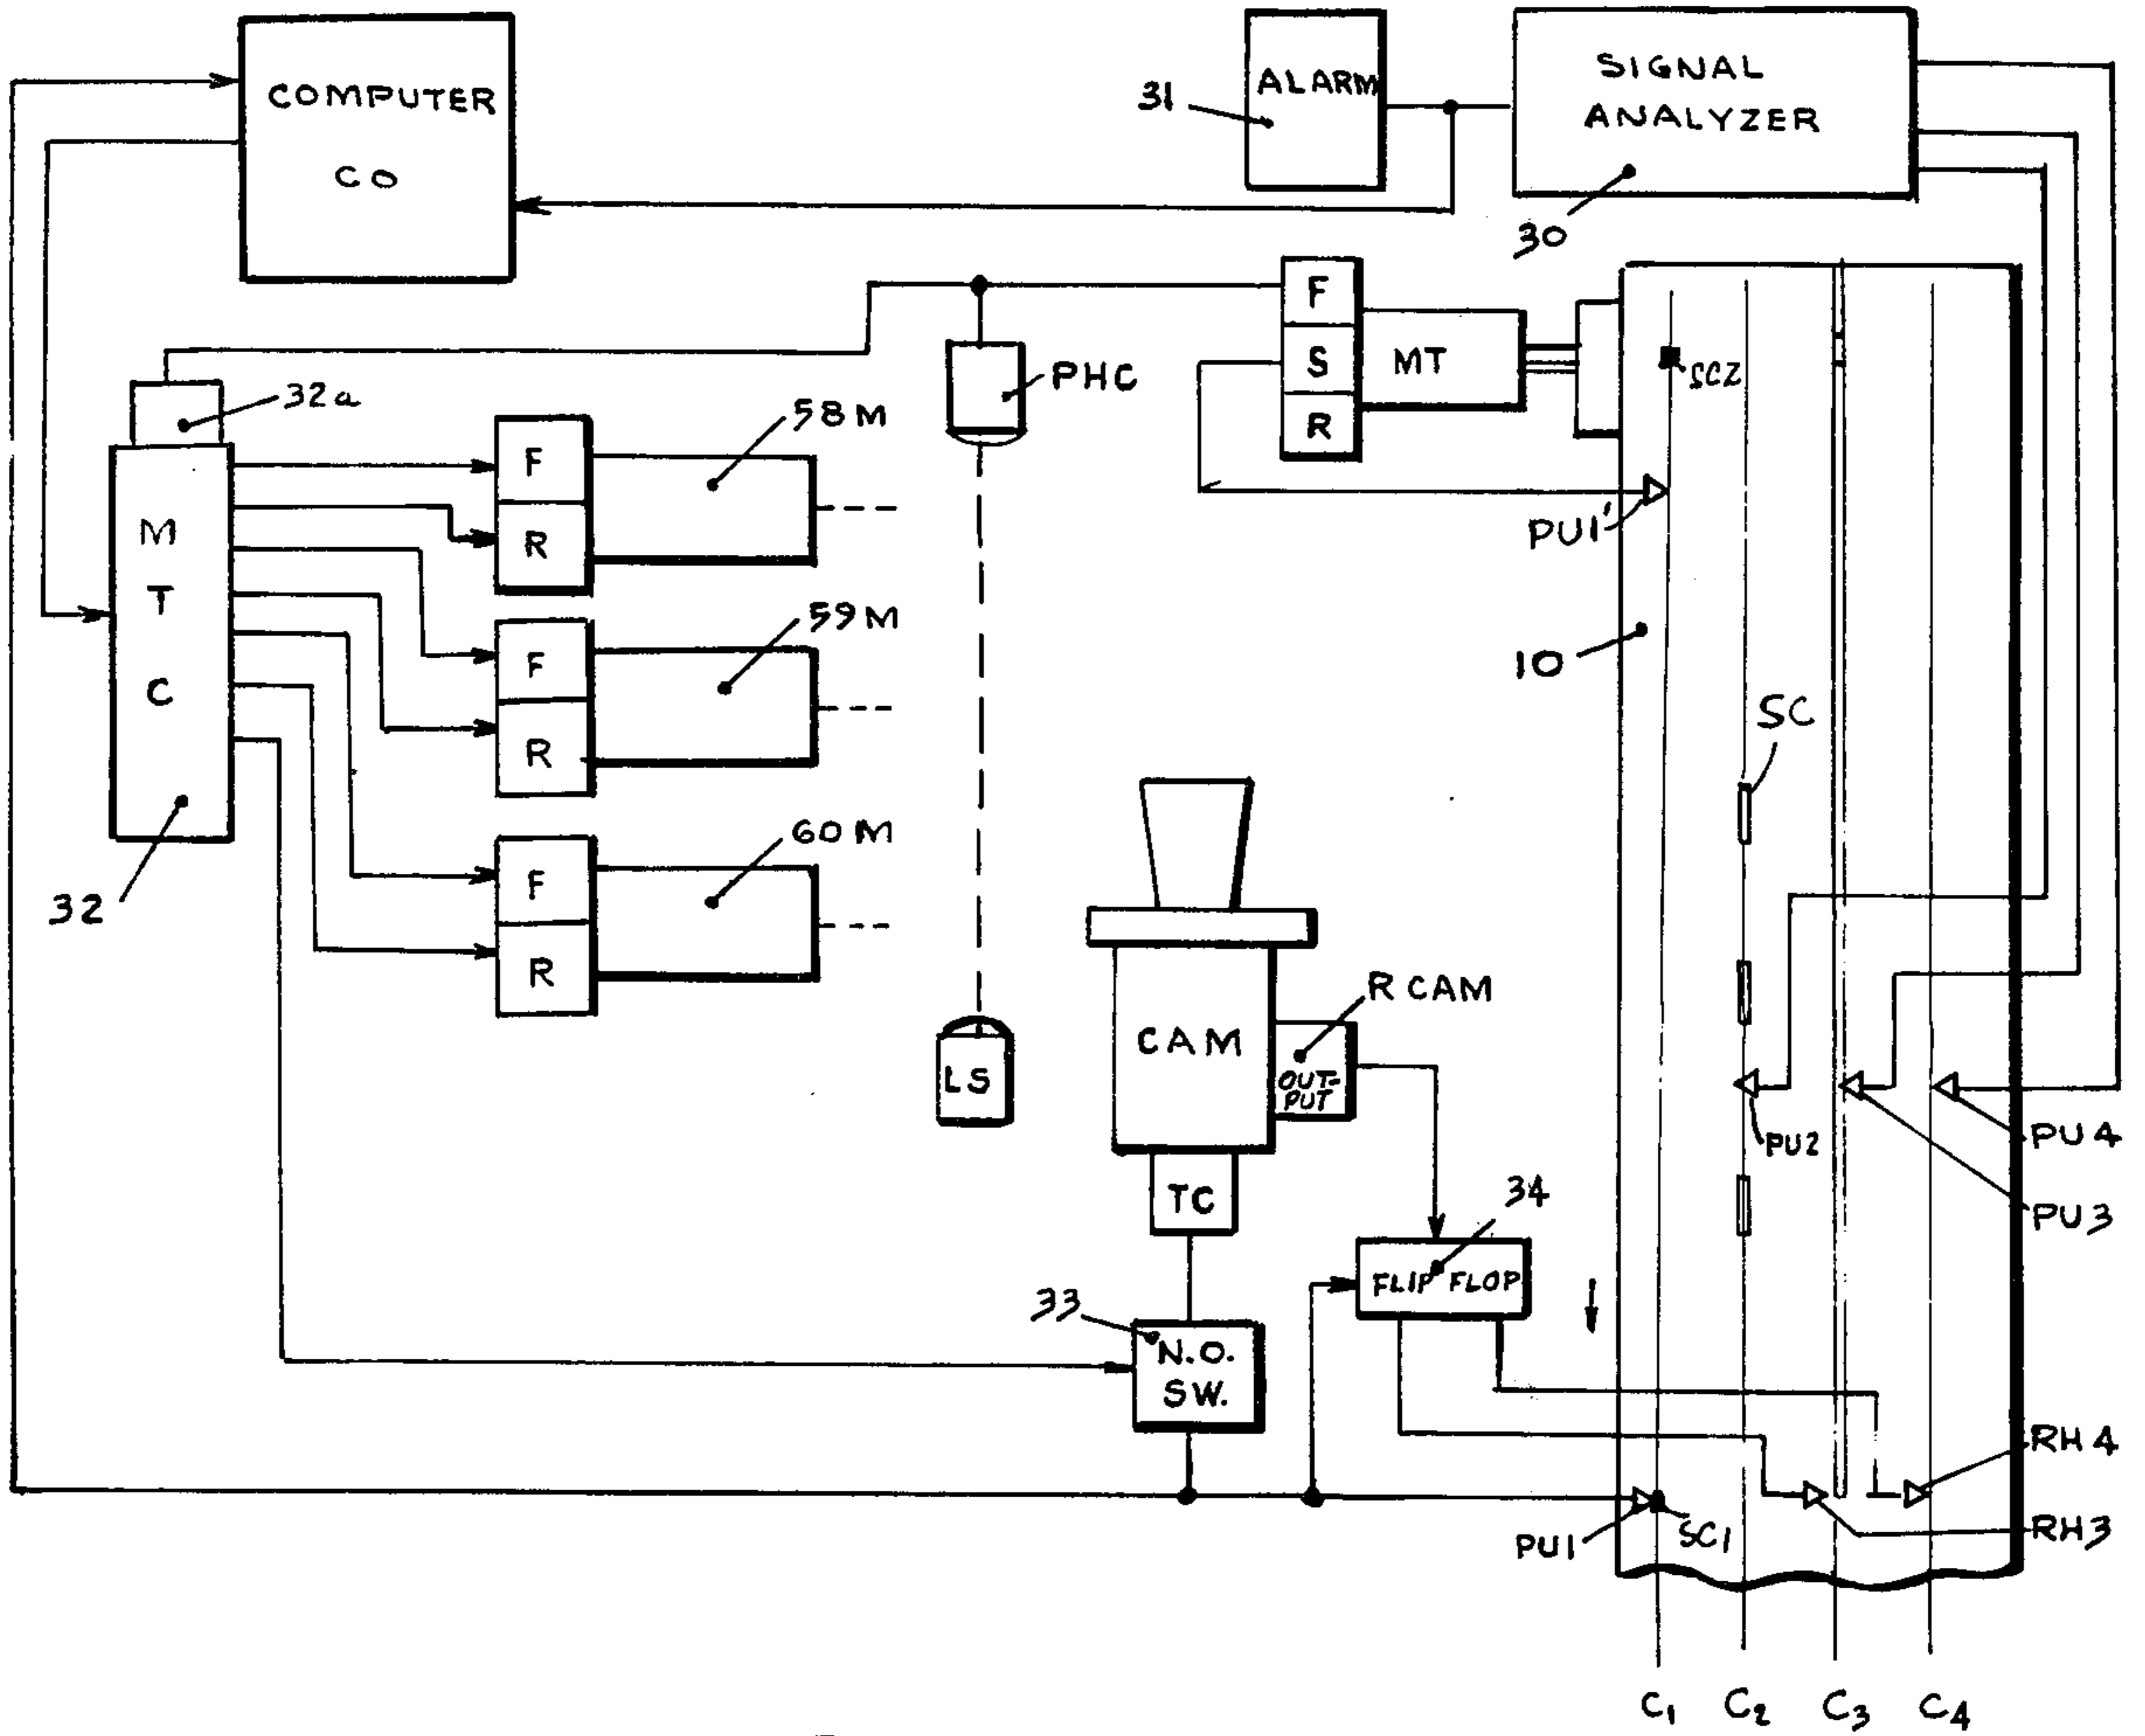 COMPUTER
CO
ALARM
31
SIGNAL
ANALYZER
30
F
S
R
MT
SCZ
PHC
32a
58M
F
R
PU1'
M
T
C
59M
F
R
10
SC
60M
F
R
32
R CAM
CAM
OUT-
PUT
LS
PU2
PU4
PU3
TC
34
FLIP FLOP
33
N.O.
SW.
RH4
RH3
PU1
SC1
C1
C2
C3
C4